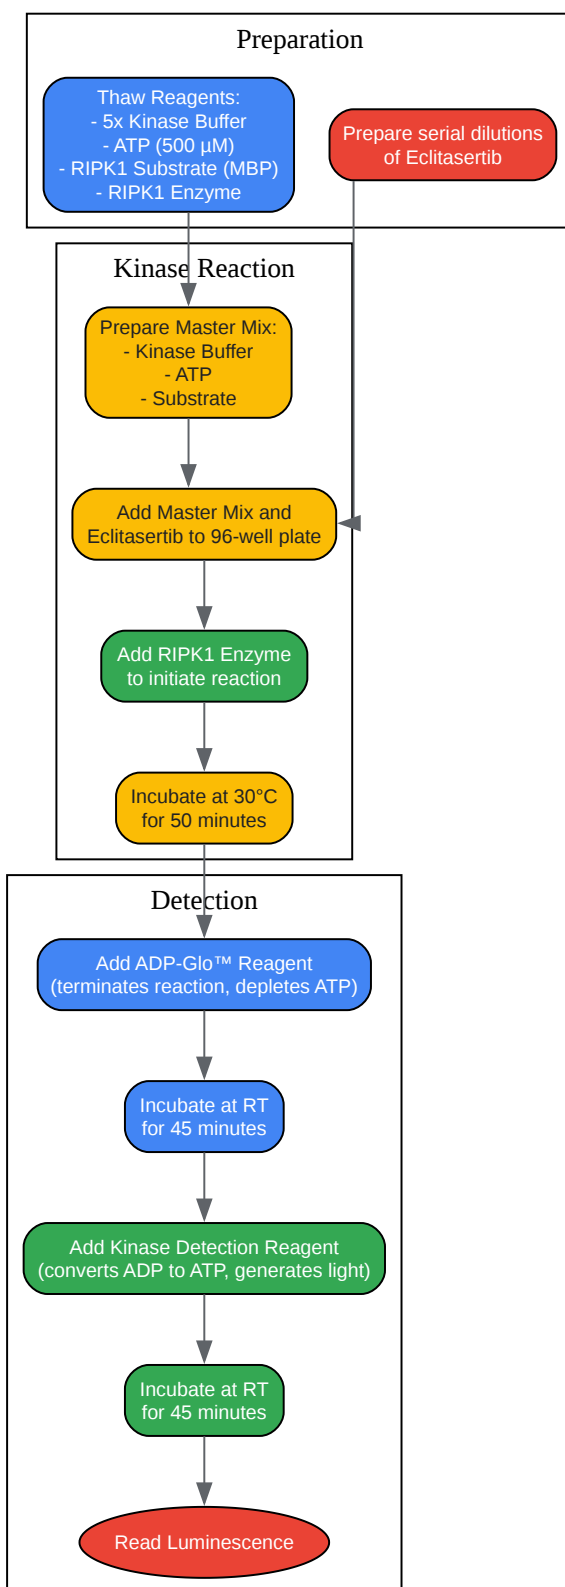 Preparation
Thaw Reagents:
- 5x Kinase Buffer
- ATP (500 µM)
- RIPK1 Substrate (MBP)
- RIPK1 Enzyme
Prepare serial dilutions
of Eclitasertib
Kinase Reaction
Prepare Master Mix:
- Kinase Buffer
- ATP
- Substrate
Add Master Mix and
Eclitasertib to 96-well plate
Add RIPK1 Enzyme
to initiate reaction
Incubate at 30°C
for 50 minutes
Detection
Add ADP-Glo™ Reagent
(terminates reaction, depletes ATP)
Incubate at RT
for 45 minutes
Add Kinase Detection Reagent
(converts ADP to ATP, generates light)
Incubate at RT
for 45 minutes
Read Luminescence